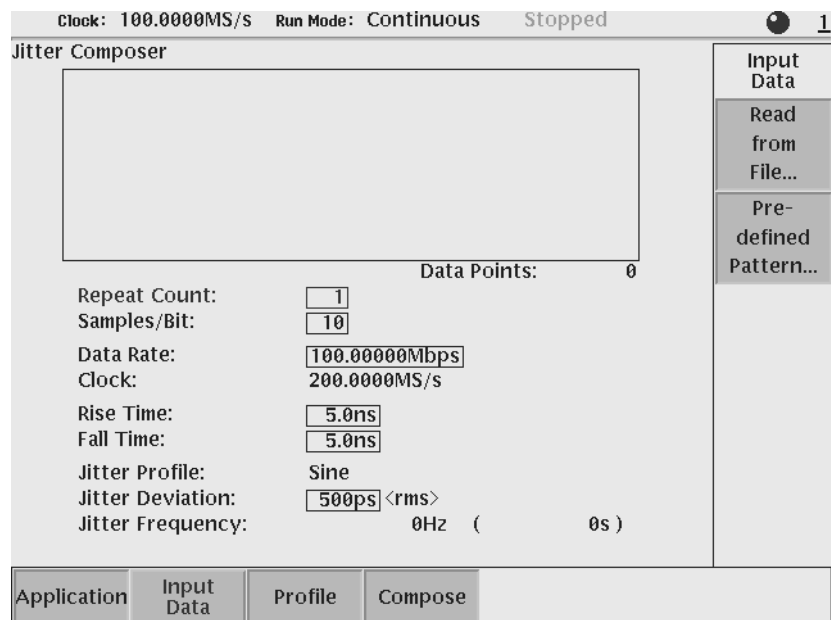 Clock: 100.0000MS/s Run Mode: Continuous Stopped 1
Jitter Composer
Input
Data
Read
from
File...
Pre-
defined
Pattern...
Data Points: 0
Repeat Count: 1
Samples/Bit: 10
Data Rate: 100.00000Mbps
Clock: 200.0000MS/s
Rise Time: 5.0ns
Fall Time: 5.0ns
Jitter Profile: Sine
Jitter Deviation: 500ps <rms>
Jitter Frequency: 0Hz ( 0s )
Application
Input
Data
Profile
Compose